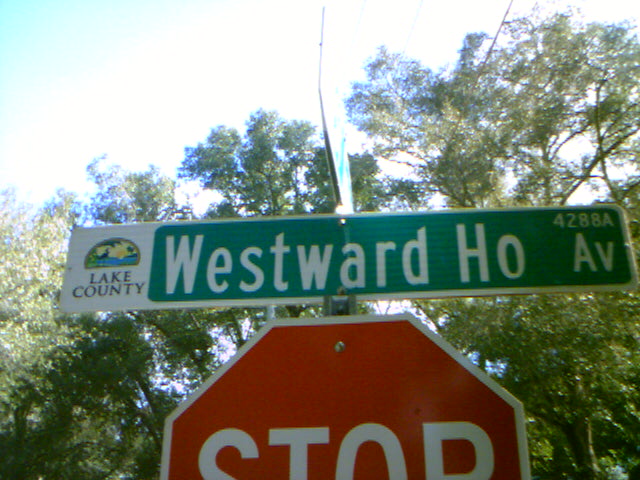 4288A
Westward Ho Av
LAKE
COUNTY
STOP